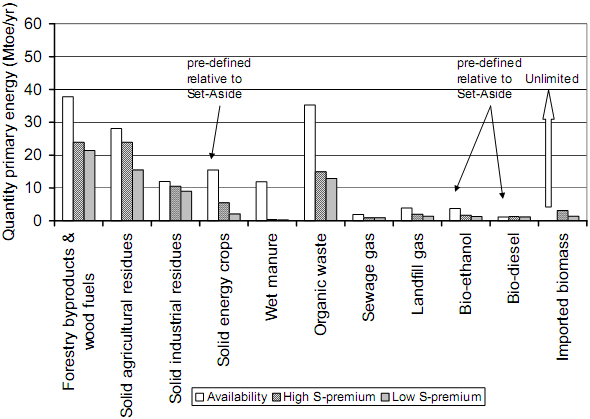 Quantity primary energy (Mtoe/yr)
60
50
40
30
20
10
0
pre-defined
relative to
Set-Aside
pre-defined
relative to
Set-Aside
Unlimited
Forestry byproducts &
wood fuels
Solid agricultural residues
Solid industrial residues
Solid energy crops
Wet manure
Organic waste
Sewage gas
Landfill gas
Bio-ethanol
Bio-diesel
Imported biomass
Availability High S-premium Low S-premium